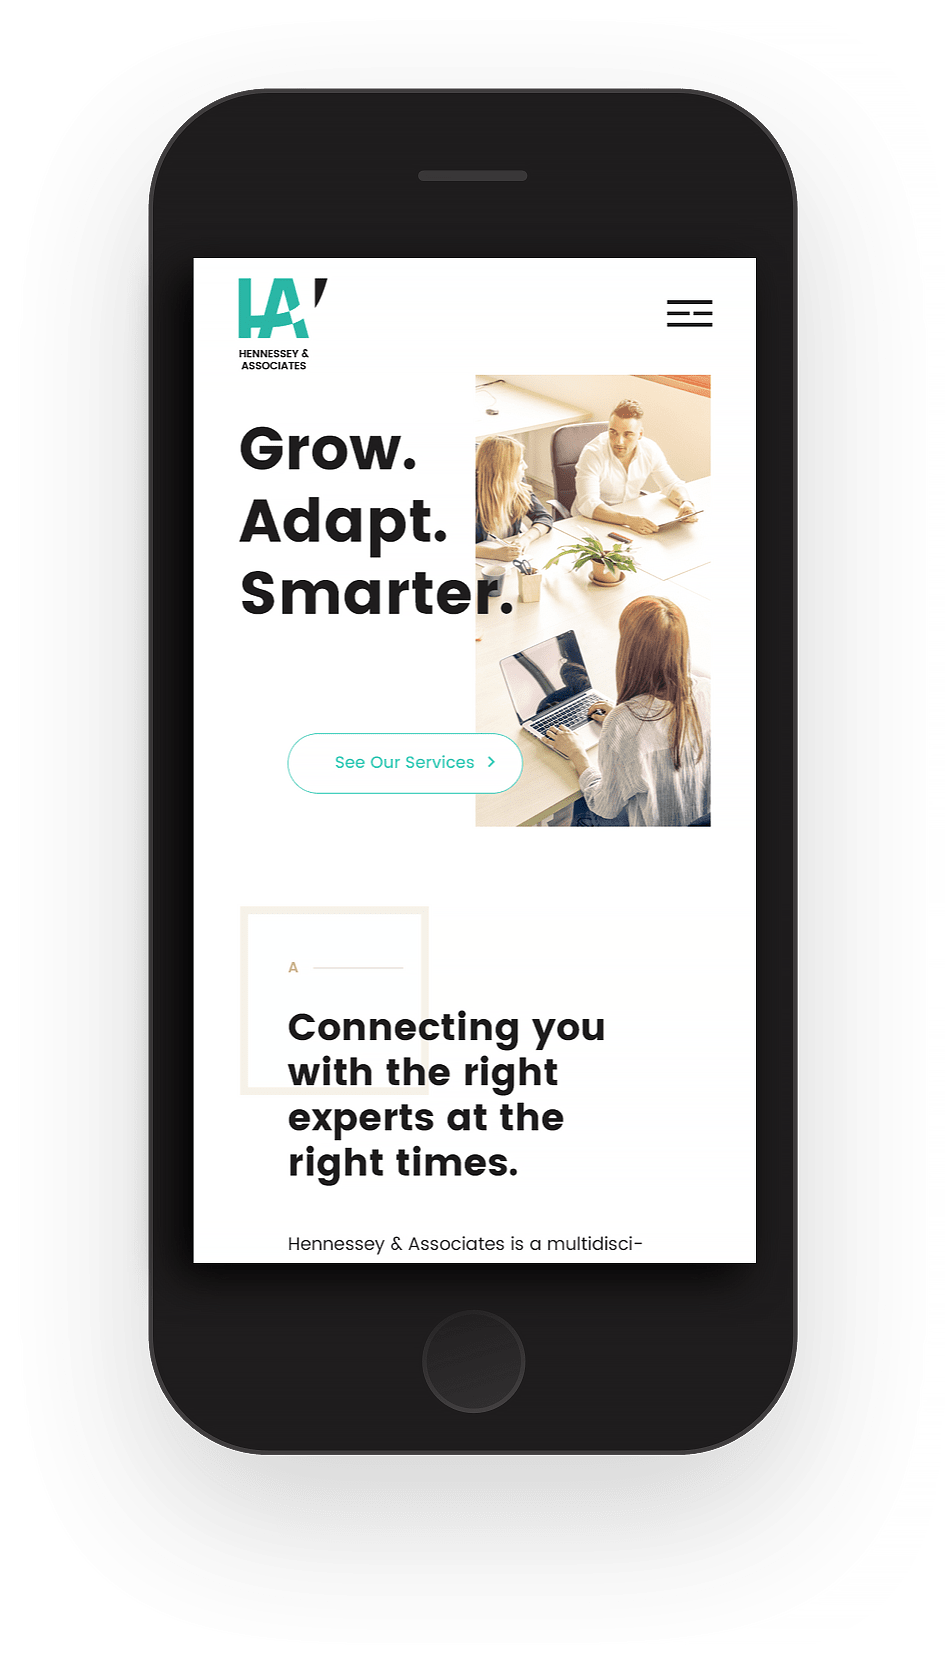 HENNESSEY &
ASSOCIATES
Grow.
Adapt.
Smarter.
See Our Services
A
Connecting you
with the right
experts at the
right times.
Hennessey & Associates is a multidisci-